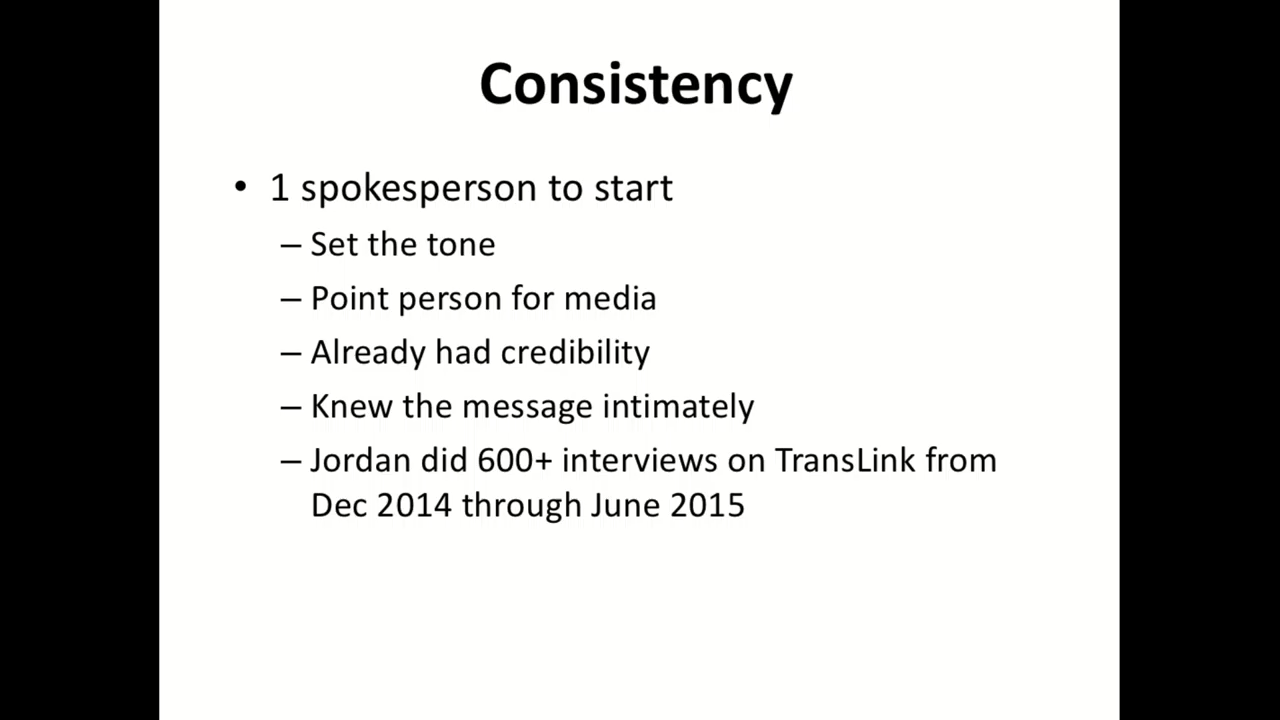 Consistency
• 1 spokesperson to start
– Set the tone
– Point person for media
– Already had credibility
– Knew the message intimately
– Jordan did 600+ interviews on TransLink from
Dec 2014 through June 2015